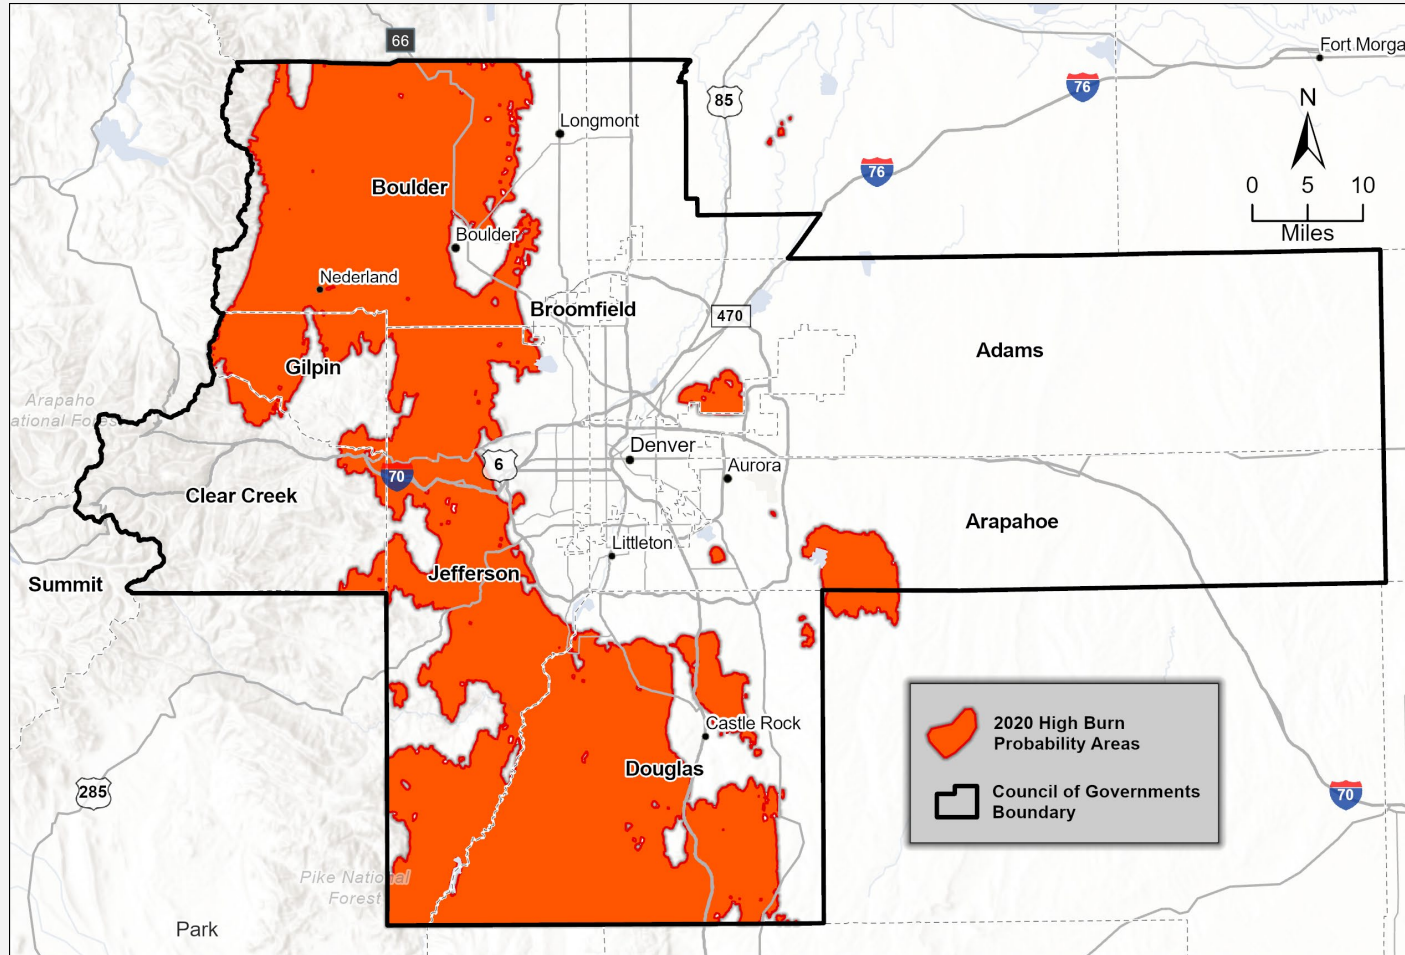 66
Fort Morga
85
76
N
Longmont
76
0 5 10
Miles
Boulder
Boulder
Nederland
Broomfield
470
Adams
Gilpin
Arapaho
ational Fores
Denver
6
Aurora
70
Clear Creek
Arapahoe
Littleton
Jefferson
Summit
2020 High Burn
Probability Areas
Castle Rock
Douglas
Council of Governments
Boundary
285
70
Pike National
Forest
Park